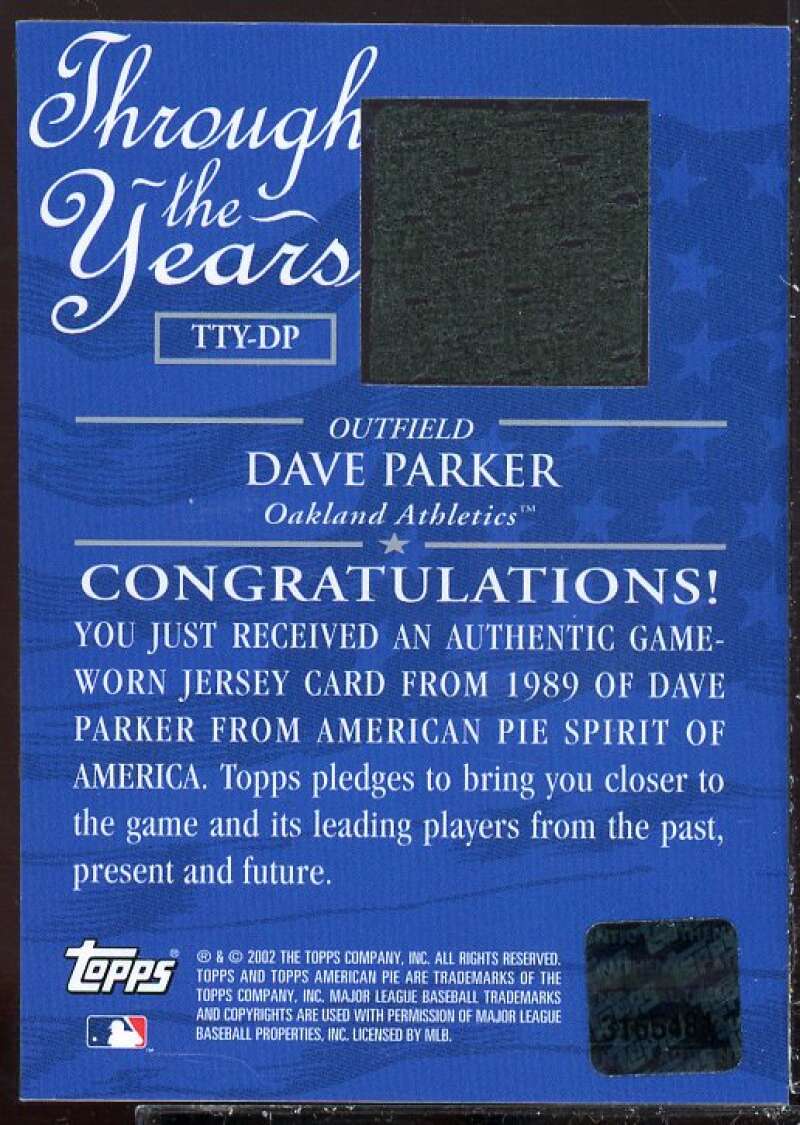 Through
the
Years
TTY-DP
OUTFIELD
DAVE PARKER
Oakland Athletics™
CONGRATULATIONS!
YOU JUST RECEIVED AN AUTHENTIC GAME-
WORN JERSEY CARD FROM 1989 OF DAVE
PARKER FROM AMERICAN PIE SPIRIT OF
AMERICA. Topps pledges to bring you closer to
the game and its leading players from the past,
present and future.
topps®
® & © 2002 THE TOPPS COMPANY, INC. ALL RIGHTS RESERVED.
TOPPS AND TOPPS AMERICAN PIE ARE TRADEMARKS OF THE
TOPPS COMPANY, INC. MAJOR LEAGUE BASEBALL TRADEMARKS
AND COPYRIGHTS ARE USED WITH PERMISSION OF MAJOR LEAGUE
BASEBALL PROPERTIES, INC. LICENSED BY MLB.